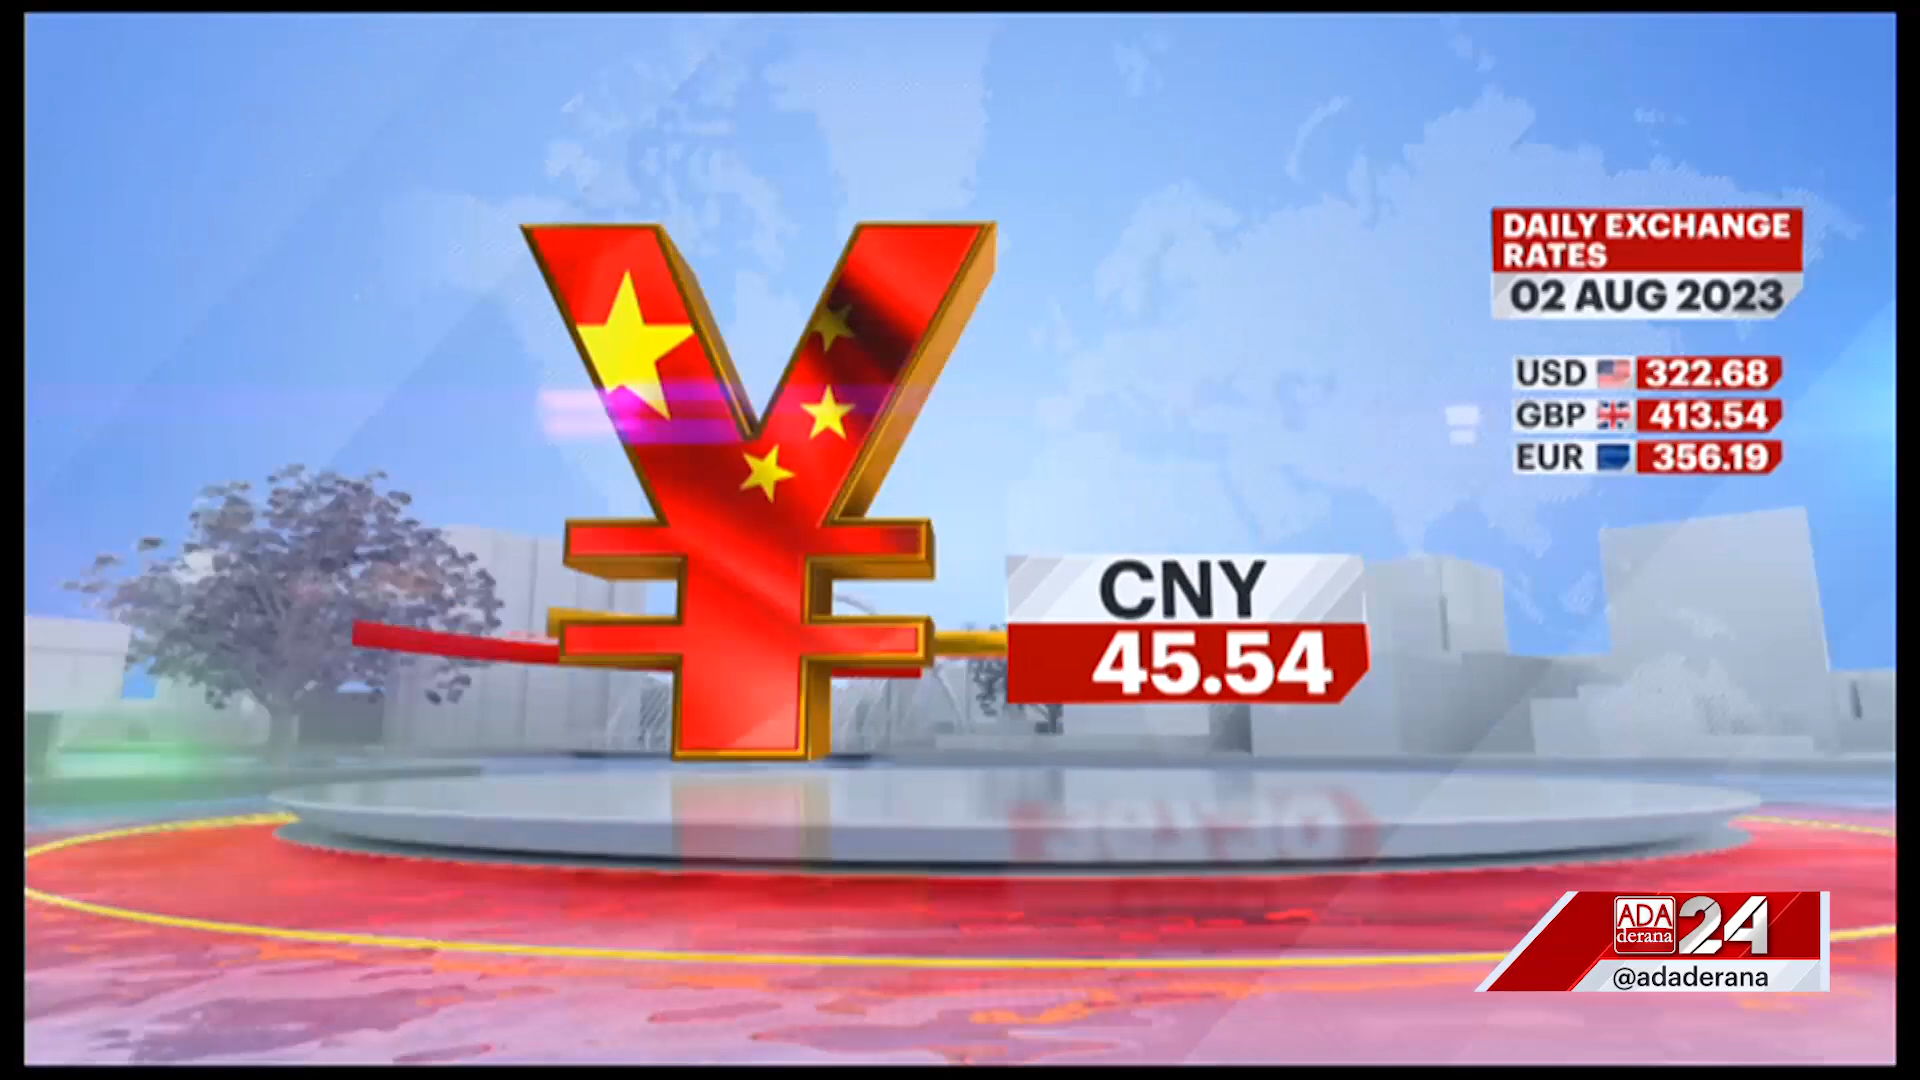 DAILY EXCHANGE
RATES
02 AUG 2023
USD 322.68
GBP 413.54
EUR 356.19
CNY
45.54
ADA
derana
24
@adaderana